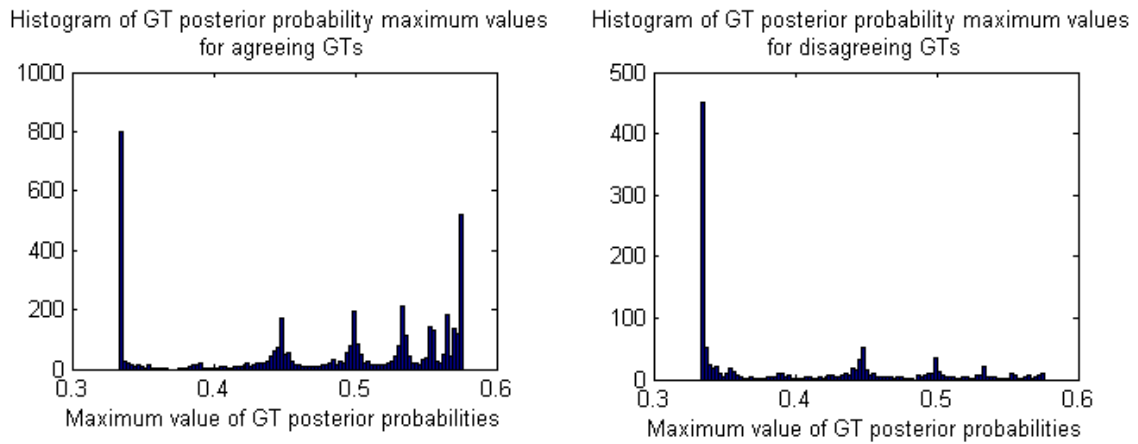 Histogram of GT posterior probability maximum values
for agreeing GTs
1000
800
600
400
200
0
0.3 0.4 0.5 0.6
Maximum value of GT posterior probabilities
Histogram of GT posterior probability maximum values
for disagreeing GTs
500
400
300
200
100
0
0.3 0.4 0.5 0.6
Maximum value of GT posterior probabilities